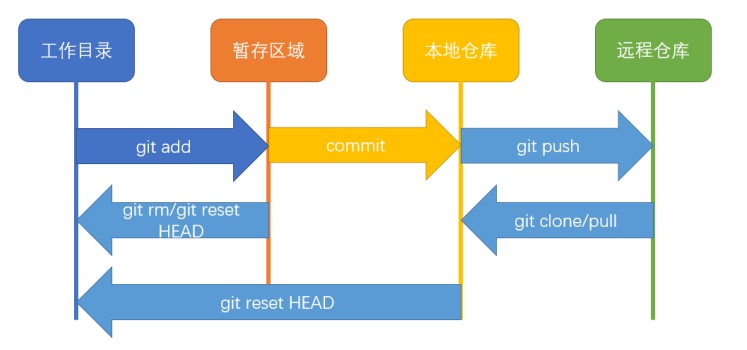 工作目录
暂存区域
本地仓库
远程仓库
git add
commit
git push
git rm/git reset
HEAD
git clone/pull
git reset HEAD